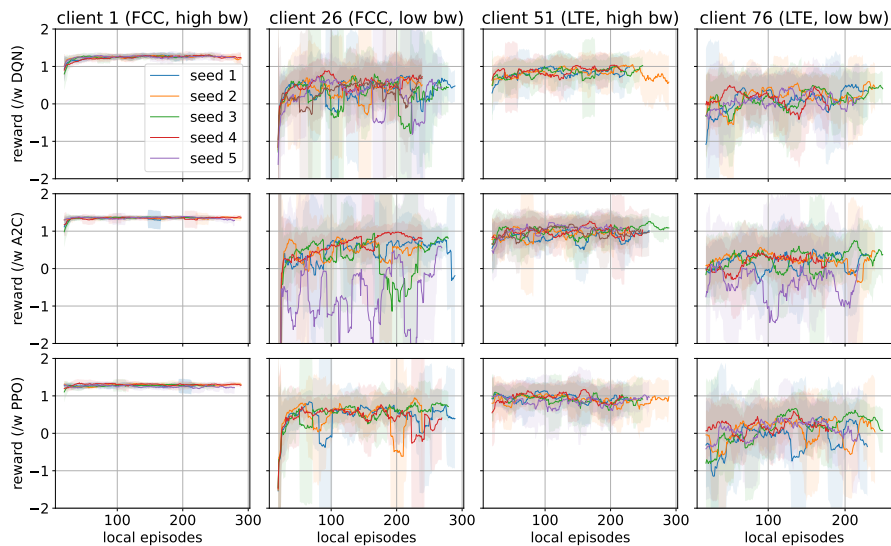 client 1 (FCC, high bw) client 26 (FCC, low bw) client 51 (LTE, high bw) client 76 (LTE, low bw)
reward (/w DQN)
2
1
0
−1
−2
seed 1
seed 2
seed 3
seed 4
seed 5
reward (/w A2C)
2
1
0
−1
−2
reward (/w PPO)
2
1
0
−1
−2
100 200 300 100 200 300 100 200 300 100 200
local episodes local episodes local episodes local episodes